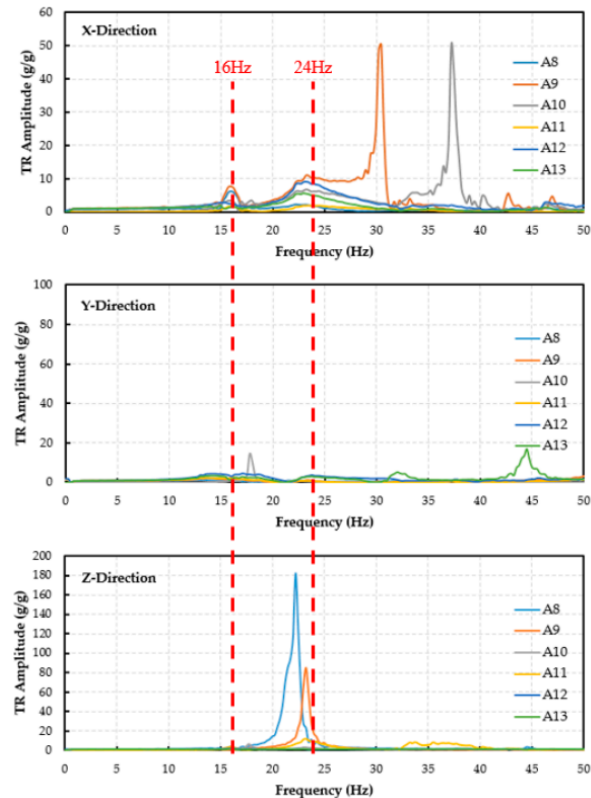 X-Direction
TR Amplitude (g/g)
60
50
40
30
20
10
0
16Hz 24Hz
A8
A9
A10
A11
A12
A13
0 5 10 15 20 25 30 35 40 45 50
Frequency (Hz)
Y-Direction
TR Amplitude (g/g)
100
80
60
40
20
0
A8
A9
A10
A11
A12
A13
0 5 10 15 20 25 30 35 40 45 50
Frequency (Hz)
Z-Direction
TR Amplitude (g/g)
200
180
160
140
120
100
80
60
40
20
0
A8
A9
A10
A11
A12
A13
0 5 10 15 20 25 30 35 40 45 50
Frequency (Hz)